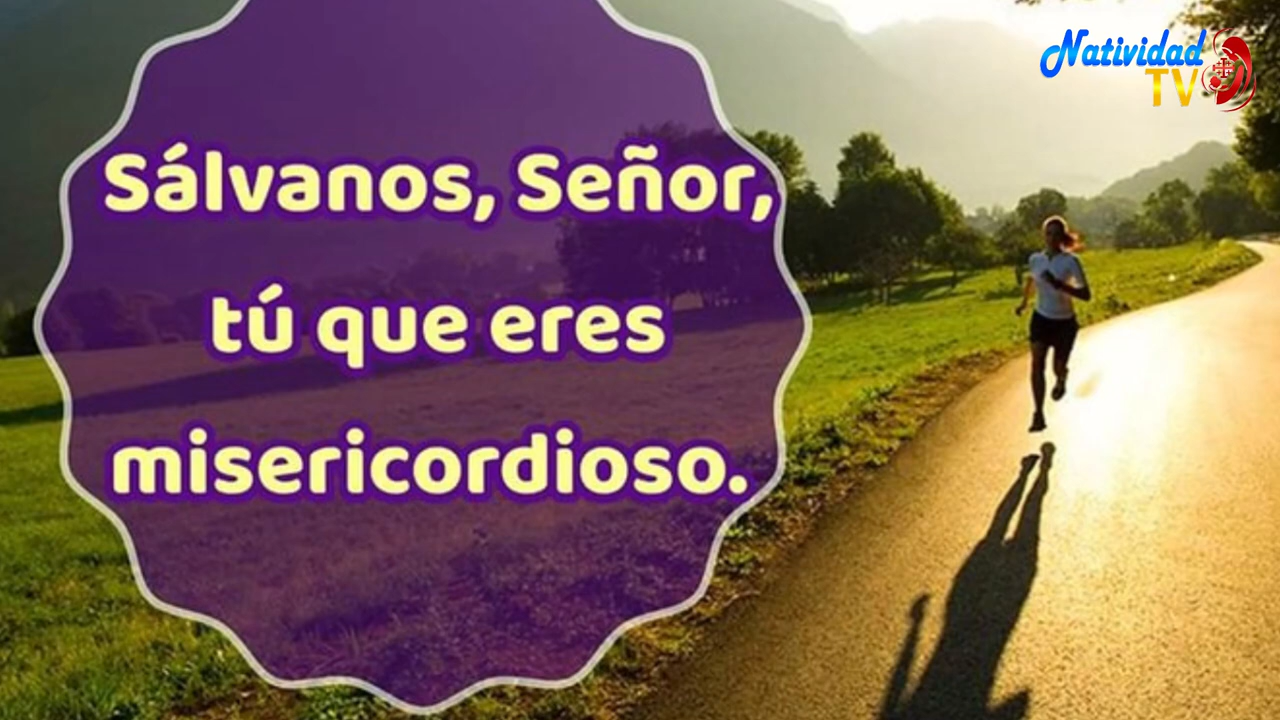 Natividad
TV
Sálvanos, Señor,
tú que eres
misericordioso.